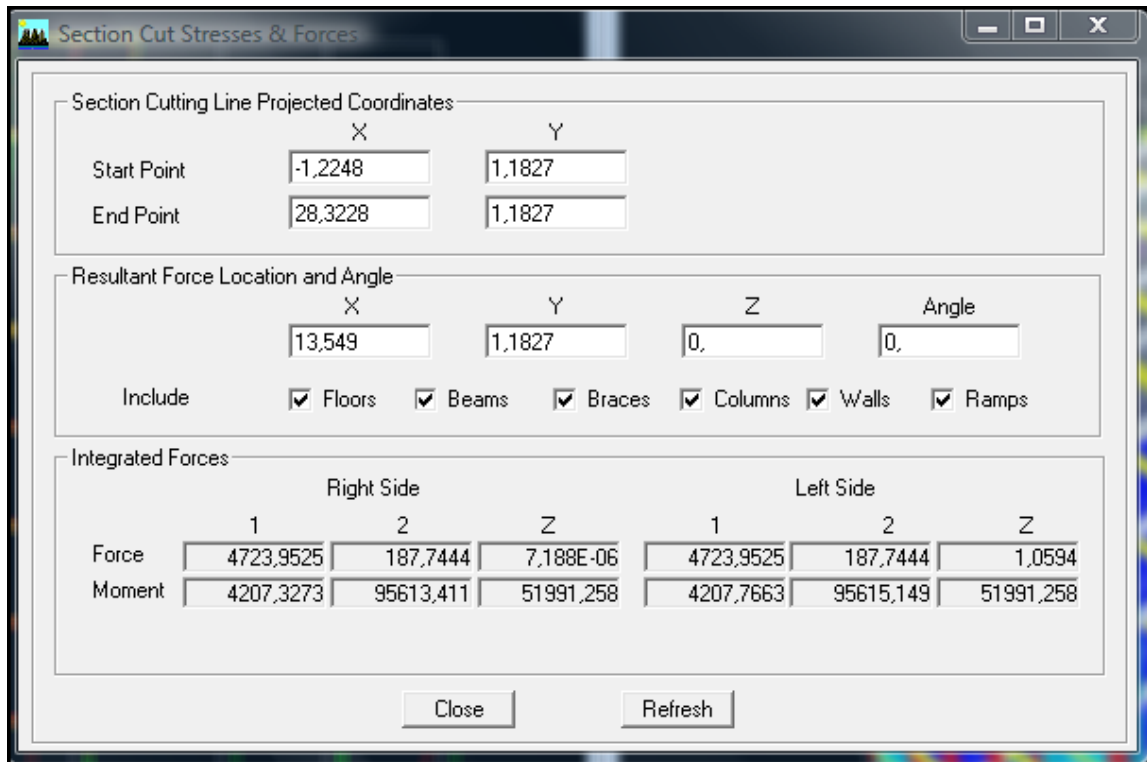 Section Cut Stresses & Forces
Section Cutting Line Projected Coordinates
X Y
Start Point -1,2248 1,1827
End Point 28,3228 1,1827
Resultant Force Location and Angle
X Y Z Angle
13,549 1,1827 0, 0,
Include Floors Beams Braces Columns Walls Ramps
Integrated Forces
Right Side Left Side
1 2 Z 1 2 Z
Force 4723,9525 187,7444 7,188E-06 4723,9525 187,7444 1,0594
Moment 4207,3273 95613,411 51991,258 4207,7663 95615,149 51991,258
Close Refresh